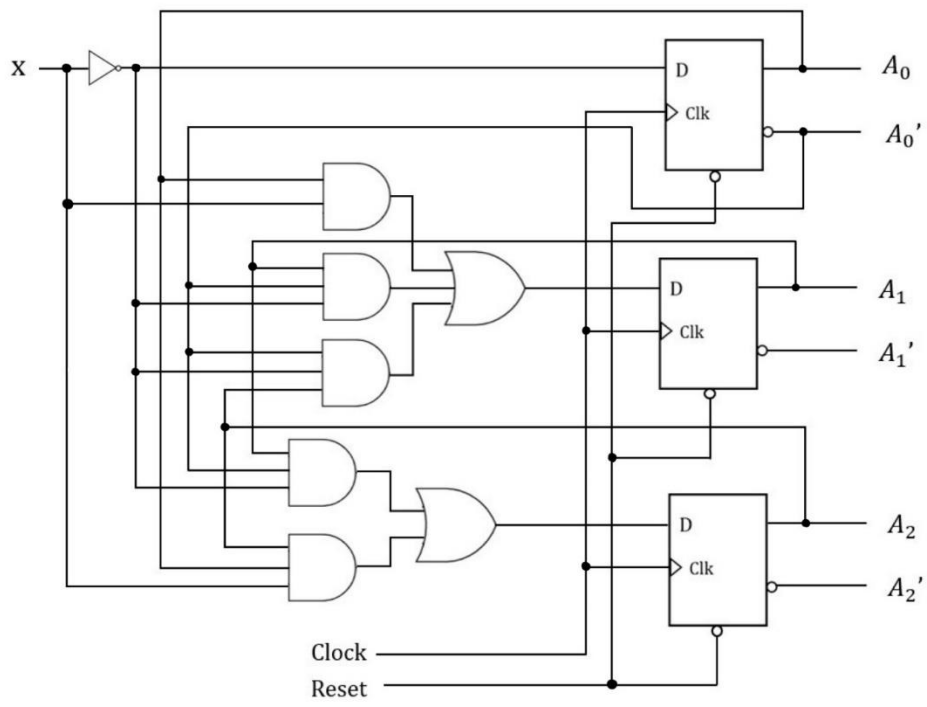 X
D
A₀
Clk
A₀’
D
A₁
Clk
A₁’
D
A₂
Clk
A₂’
Clock
Reset